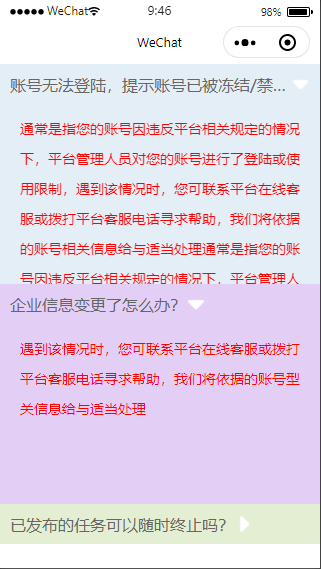 WeChat
9:46
98%
WeChat
账号无法登陆，提示账号已被冻结/禁...
通常是指您的账号因违反平台相关规定的情况
下，平台管理人员对您的账号进行了登陆或使
用限制，遇到该情况时，您可联系平台在线客
服或拨打平台客服电话寻求帮助，我们将依据
的账号相关信息给与适当处理通常是指您的账
号因违反平台相关规定的情况下，平台管理人
企业信息变更了怎么办？
遇到该情况时，您可联系平台在线客服或拨打
平台客服电话寻求帮助，我们将依据的账号型
关信息给与适当处理
已发布的任务可以随时终止吗？